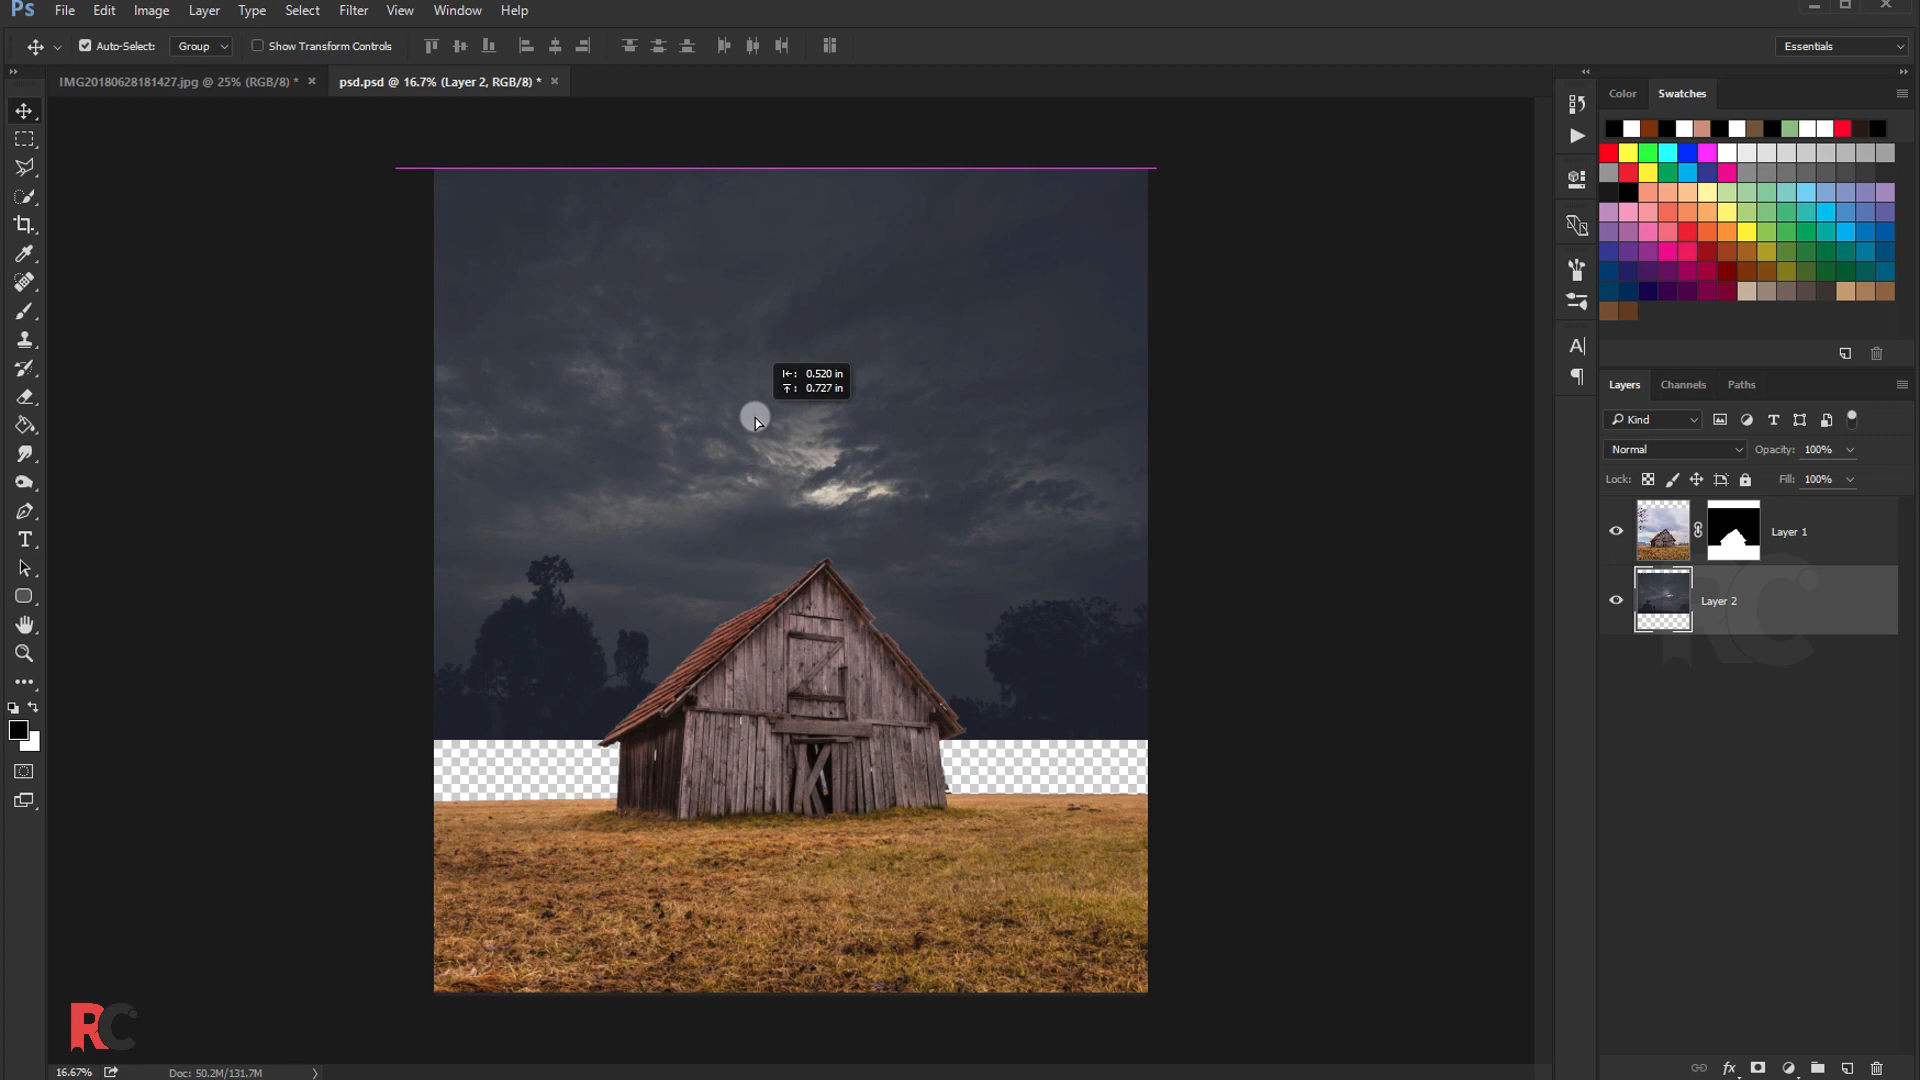 Ps File Edit Image Layer Type Select Filter View Window Help
Auto-Select: Group Show Transform Controls Essentials
IMG20180628181427.jpg @ 25% (RGB/8) * psd.psd @ 16.7% (Layer 2, RGB/8) *
Color Swatches
0.520 in
0.727 in
Layers Channels Paths
Kind
Normal Opacity: 100%
Lock: Fill: 100%
Layer 1
Layer 2
RC
RC
16.67% Doc: 50.2M/131.7M
fx